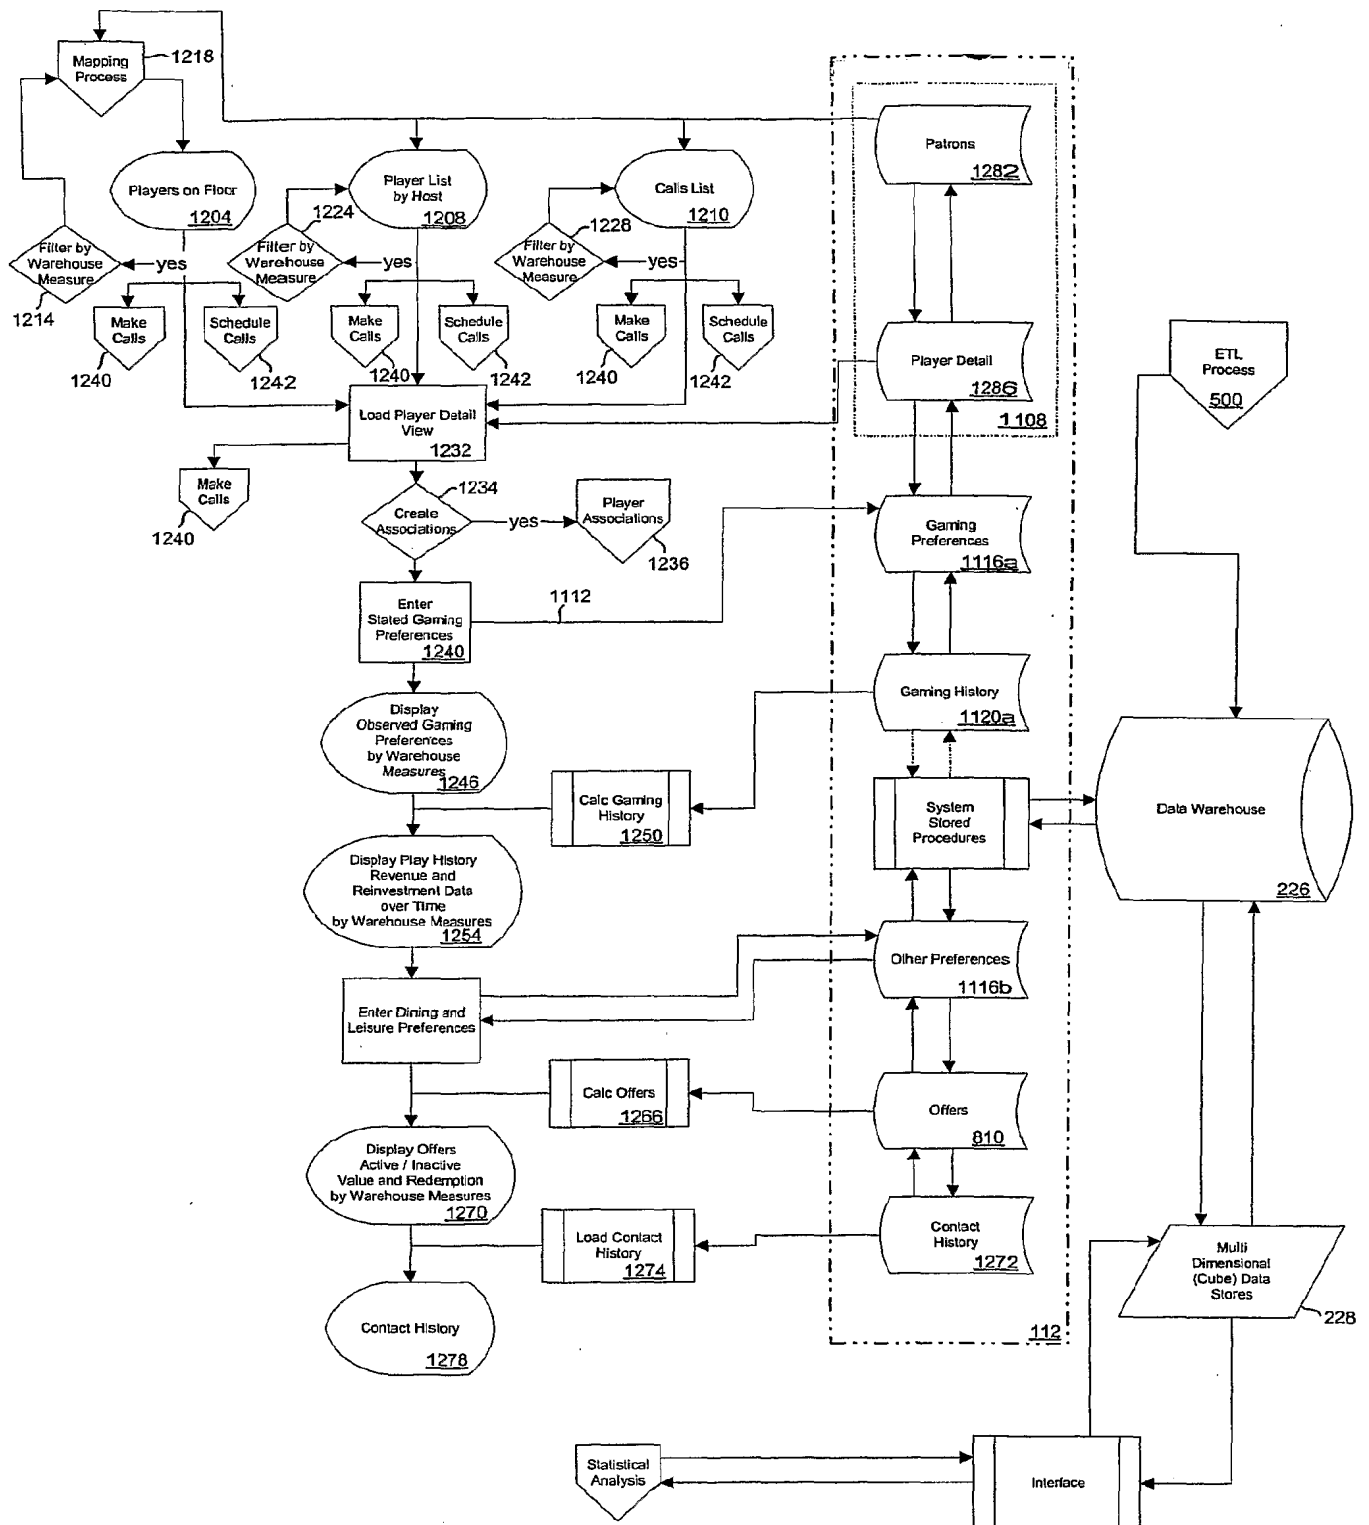 Mapping
Process
1218
Players on Floor
1204
Player List
by Host
1208
Calls List
1210
Patrons
1282
Filter by
Warehouse
Measure
1214
yes
1224
Filter by
Warehouse
Measure
yes
1228
Filter by
Warehouse
Measure
yes
Make
Calls
1240
Schedule
Calls
1242
Make
Calls
1240
Schedule
Calls
1242
Make
Calls
1240
Schedule
Calls
1242
Player Detail
1286
1108
ETL
Process
500
Load Player Detail
View
1232
Make
Calls
1240
1234
Create
Associations
yes
Player
Associations
1236
Gaming
Preferences
1116a
Enter
Stated Gaming
Preferences
1240
1112
Gaming History
1120a
Display
Observed Gaming
Preferences
by Warehouse
Measures
1246
Calc Gaming
History
1250
System
Stored
Procedures
Data Warehouse
226
Display Play History
Revenue and
Reinvestment Data
over Time
by Warehouse Measures
1254
Other Preferences
1116b
Enter Dining and
Leisure Preferences
Calc Offers
1266
Offers
810
Display Offers
Active / Inactive
Value and Redemption
by Warehouse Measures
1270
Load Contact
History
1274
Contact
History
1272
Multi
Dimensional
(Cube) Data
Stores
228
Contact History
1278
112
Statistical
Analysis
Interface